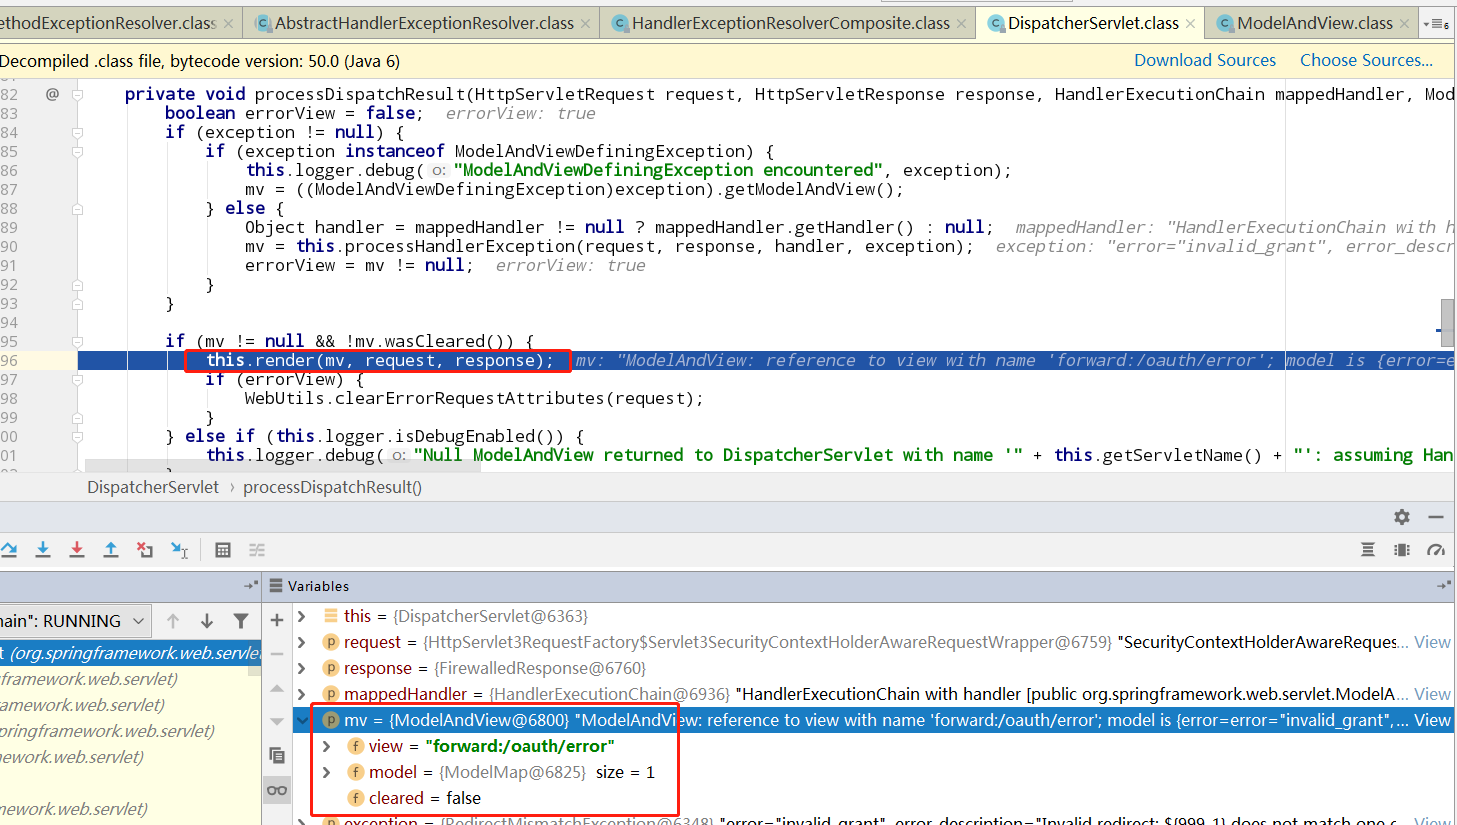 ethodExceptionResolver.class
AbstractHandlerExceptionResolver.class
HandlerExceptionResolverComposite.class
DispatcherServlet.class
ModelAndView.class
6
Decompiled .class file, bytecode version: 50.0 (Java 6)
Download Sources
Choose Sources...
82 @ private void processDispatchResult(HttpServletRequest request, HttpServletResponse response, HandlerExecutionChain mappedHandler, Mod
83 boolean errorView = false; errorView: true
84 if (exception != null) {
85 if (exception instanceof ModelAndViewDefiningException) {
86 this.logger.debug( o: "ModelAndViewDefiningException encountered", exception);
87 mv = ((ModelAndViewDefiningException)exception).getModelAndView();
88 } else {
89 Object handler = mappedHandler != null ? mappedHandler.getHandler() : null; mappedHandler: "HandlerExecutionChain with h
90 mv = this.processHandlerException(request, response, handler, exception); exception: "error="invalid_grant", error_descr
91 errorView = mv != null; errorView: true
92 }
93 }
94
95 if (mv != null && !mv.wasCleared()) {
96 this.render(mv, request, response); mv: "ModelAndView: reference to view with name 'forward:/oauth/error'; model is {error=e
97 if (errorView) {
98 WebUtils.clearErrorRequestAttributes(request);
99 }
00 } else if (this.logger.isDebugEnabled()) {
01 this.logger.debug( o: "Null ModelAndView returned to DispatcherServlet with name '" + this.getServletName() + "': assuming Han
DispatcherServlet › processDispatchResult()
Variables
nain": RUNNING
t (org.springframework.web.servlet
gframework.web.servlet)
mework.web.servlet)
pringframework.web.servlet)
mework.web.servlet)
mework.web.servlet)
this = {DispatcherServlet@6363}
request = {HttpServlet3RequestFactory$Servlet3SecurityContextHolderAwareRequestWrapper@6759} "SecurityContextHolderAwareReques... View
response = {FirewalledResponse@6760}
mappedHandler = {HandlerExecutionChain@6936} "HandlerExecutionChain with handler [public org.springframework.web.servlet.ModelA... View
mv = {ModelAndView@6800} "ModelAndView: reference to view with name 'forward:/oauth/error'; model is {error=error="invalid_grant",... View
view = "forward:/oauth/error"
model = {ModelMap@6825} size = 1
cleared = false
exception = {RedirectMismatchException@6348} "error="invalid_grant", error_description="Invalid redirect: ${999.1} does not match one o... View